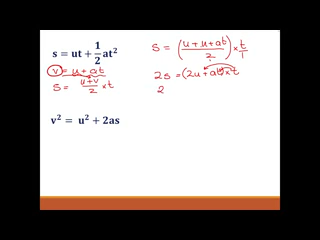 s = ut + 1/2 at²
v = u + at
S = (u+v)/2 × t
v² = u² + 2as
S = ((u + u + at)/2) × t/1
2s = (2u + at) × t
2